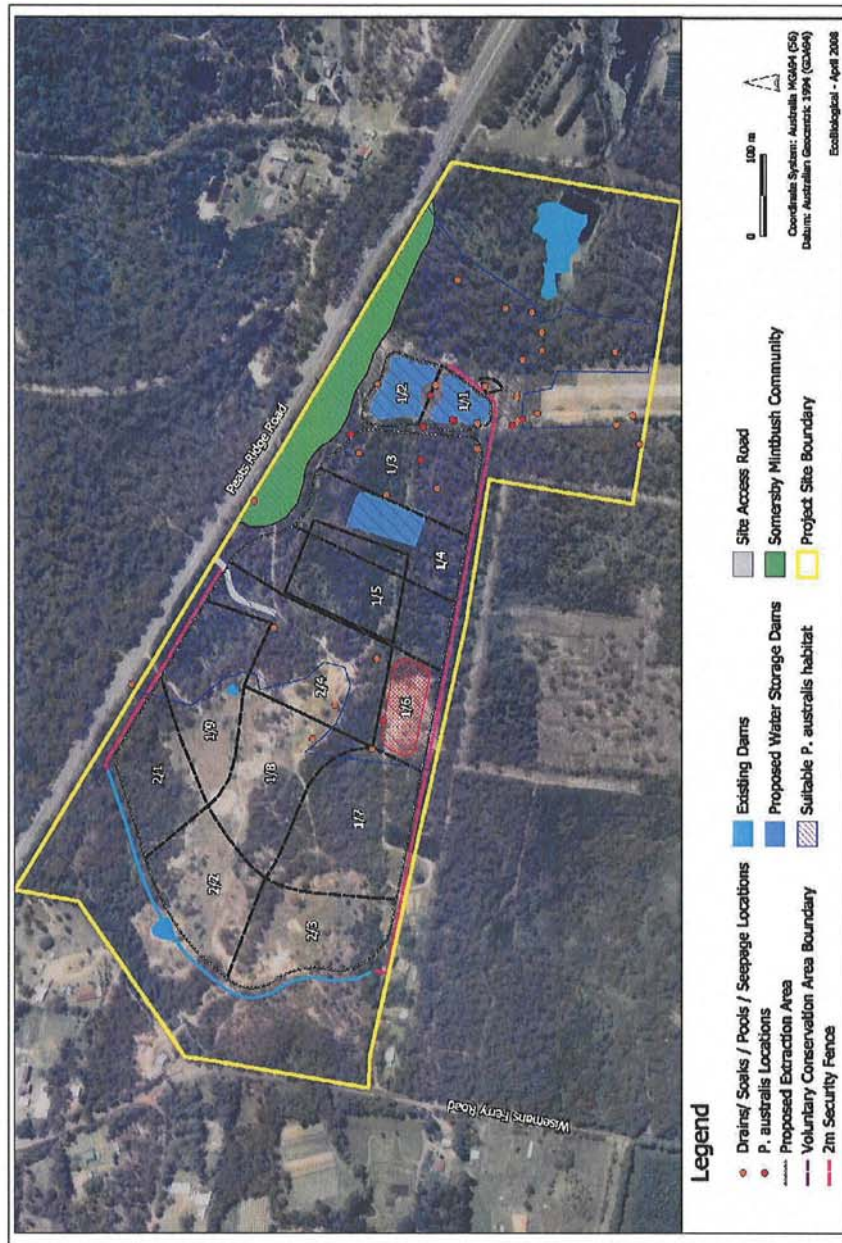 Peats Ridge Road
Wisemans Ferry Road
2/1
1/9
2/2
1/8
2/4
2/3
1/7
1/6
1/5
1/4
1/3
1/2
1/1
Legend
Drains/ Soaks / Pools / Seepage Locations
P. australis Locations
Proposed Extraction Area
Voluntary Conservation Area Boundary
2m Security Fence
Existing Dams
Proposed Water Storage Dams
Suitable P. australis habitat
Site Access Road
Somersby Mintbush Community
Project Site Boundary
0 100 m
Coordinate System: Australia MGA94 (56)
Datum: Australian Geocentric 1994 (GDA94)
EcoBiological - April 2008